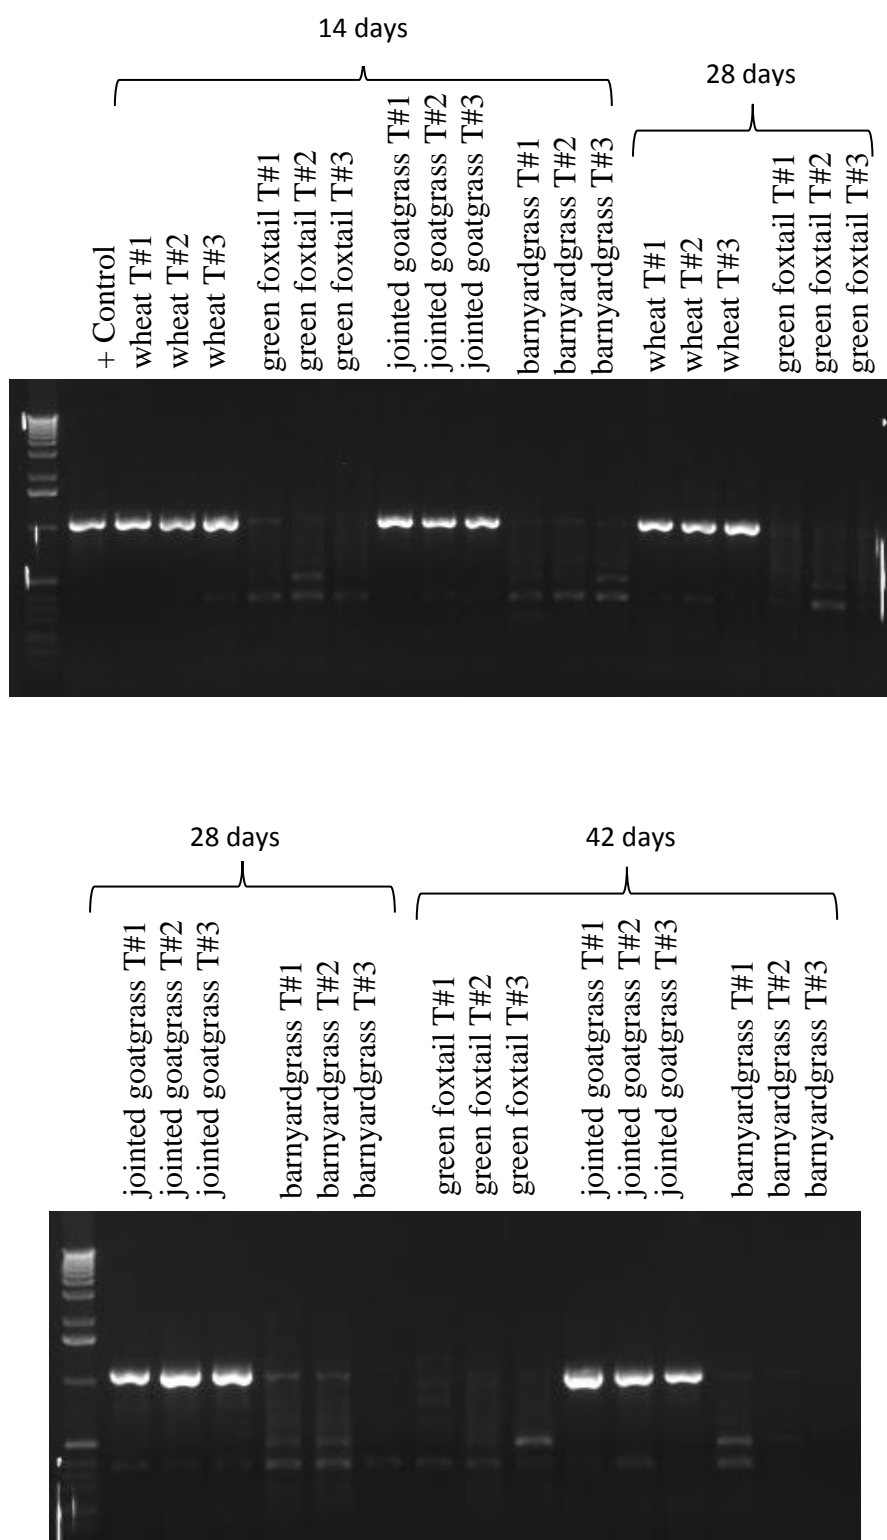 14 days
28 days
+ Control
wheat T#1
wheat T#2
wheat T#3
green foxtail T#1
green foxtail T#2
green foxtail T#3
jointed goatgrass T#1
jointed goatgrass T#2
jointed goatgrass T#3
barnyardgrass T#1
barnyardgrass T#2
barnyardgrass T#3
wheat T#1
wheat T#2
wheat T#3
green foxtail T#1
green foxtail T#2
green foxtail T#3
28 days
42 days
jointed goatgrass T#1
jointed goatgrass T#2
jointed goatgrass T#3
barnyardgrass T#1
barnyardgrass T#2
barnyardgrass T#3
green foxtail T#1
green foxtail T#2
green foxtail T#3
jointed goatgrass T#1
jointed goatgrass T#2
jointed goatgrass T#3
barnyardgrass T#1
barnyardgrass T#2
barnyardgrass T#3